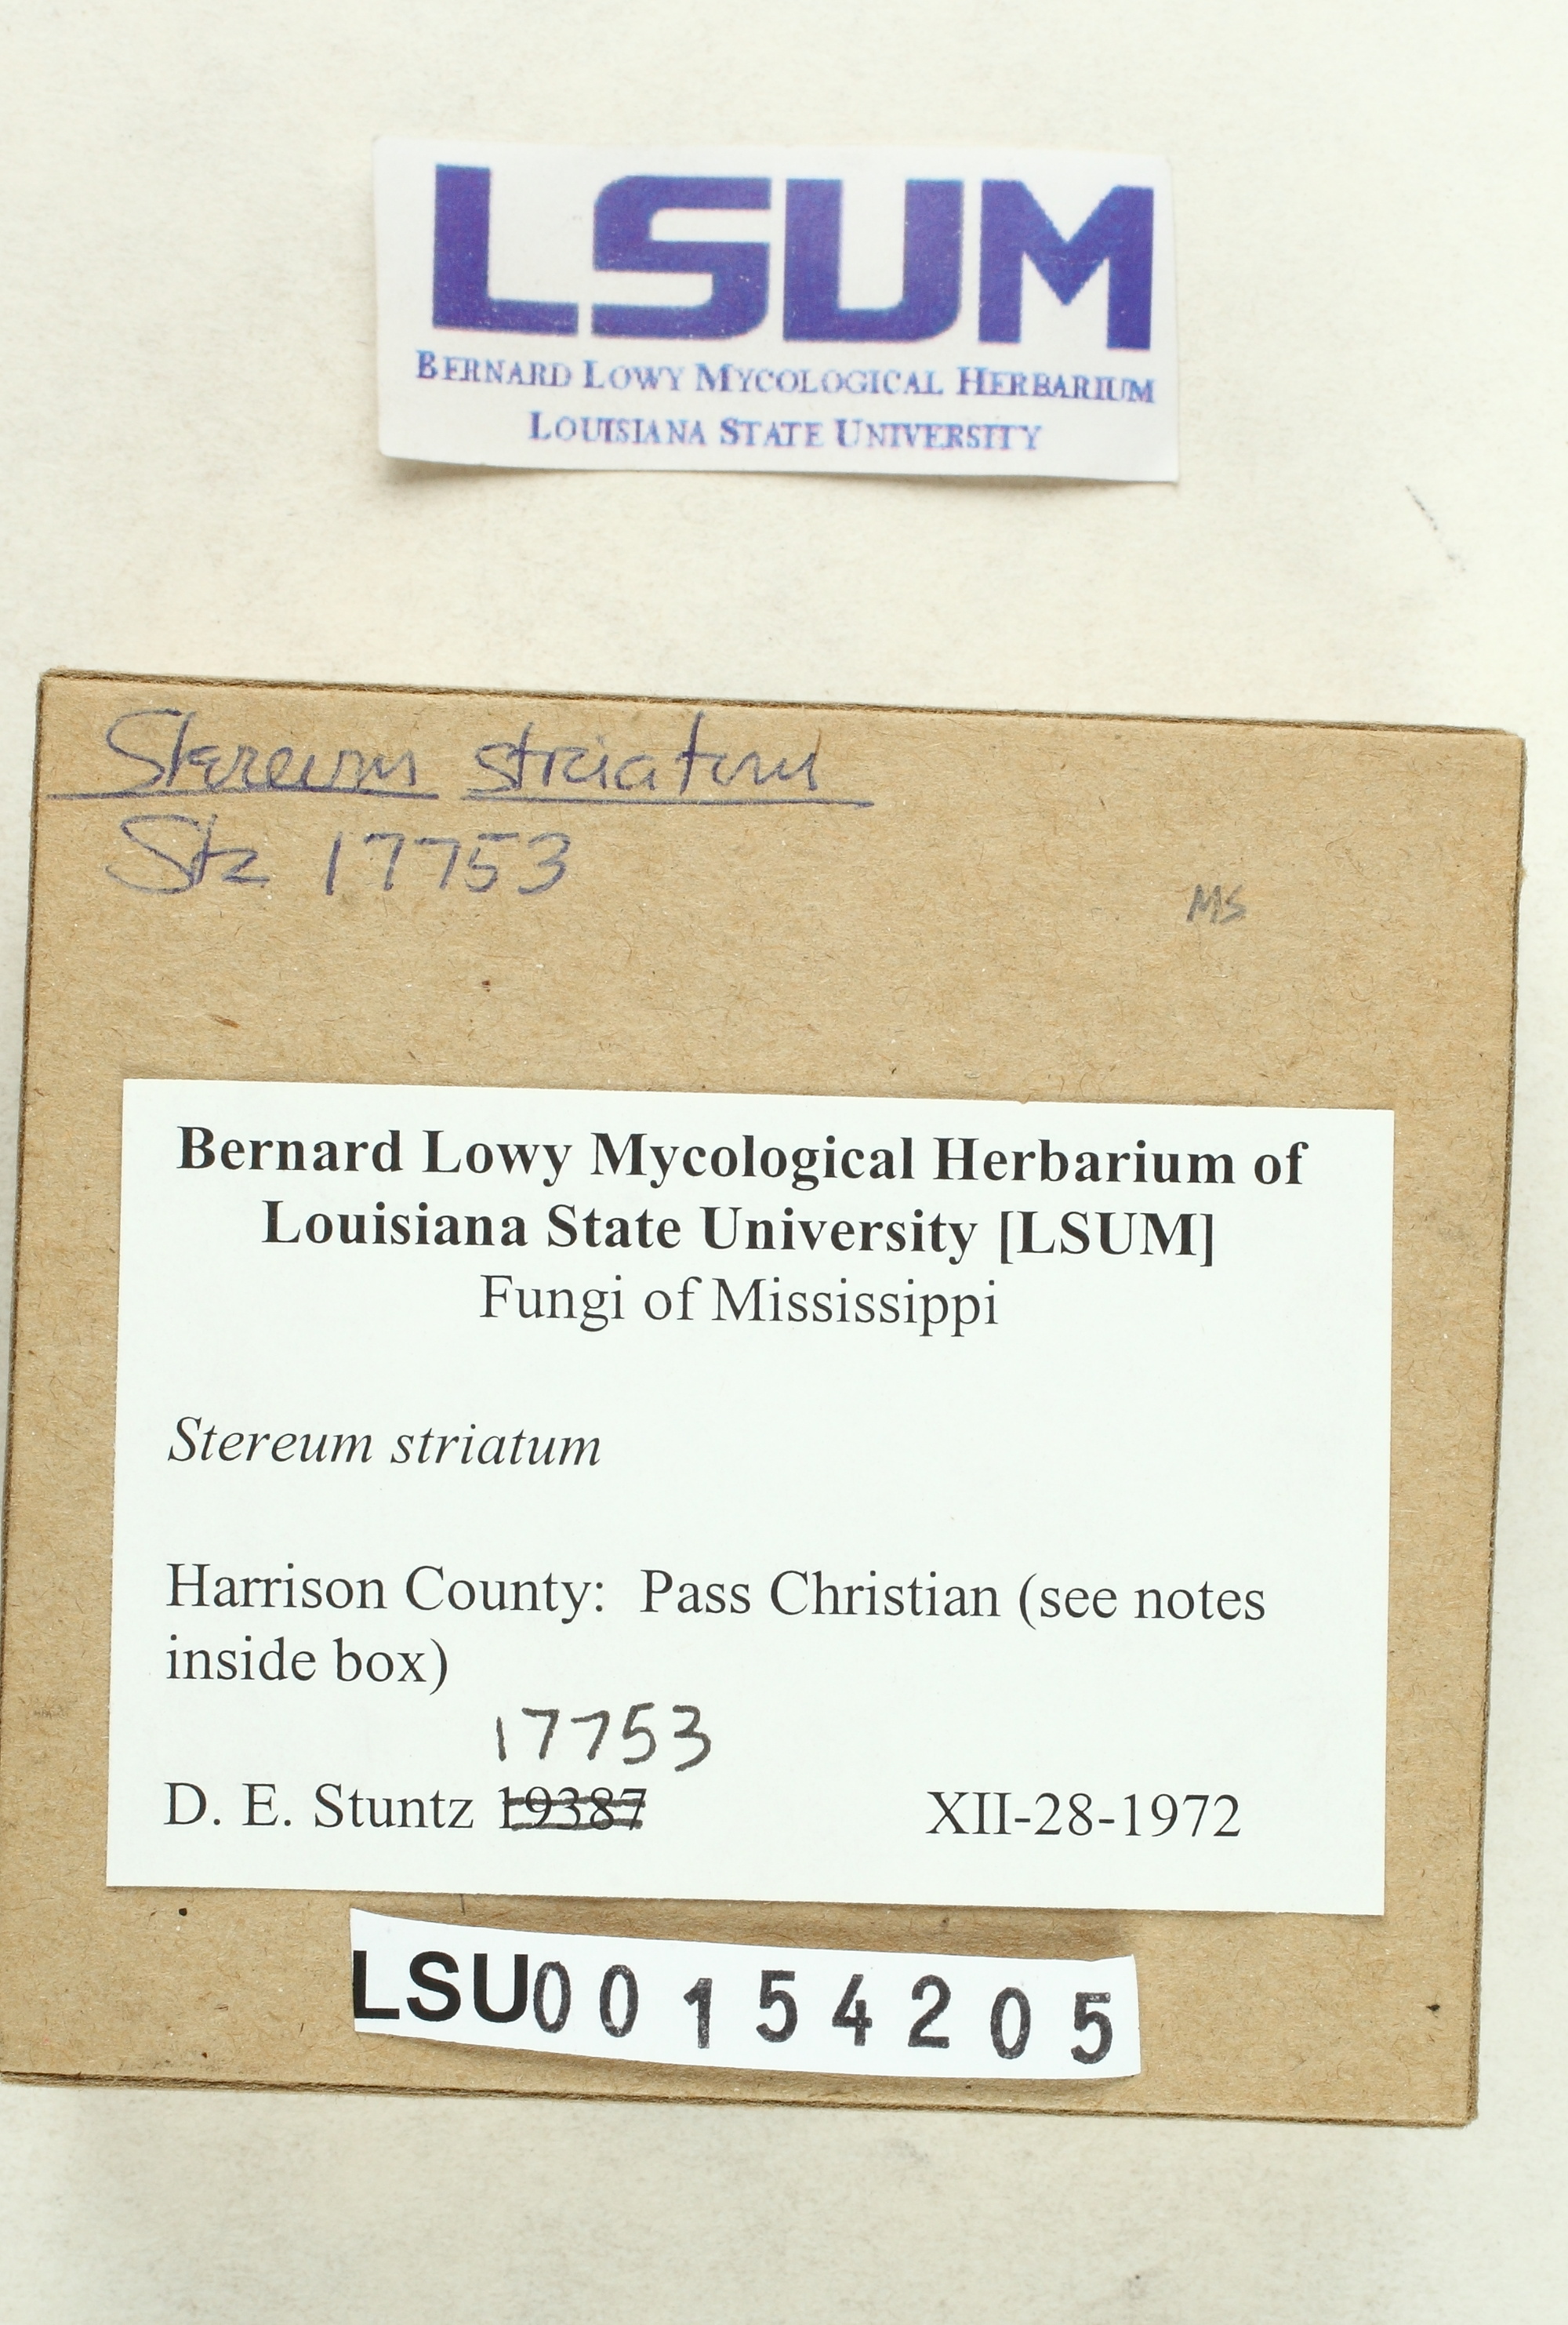 LSUM
BERNARD LOWY MYCOLOGICAL HERBARIUM
LOUISIANA STATE UNIVERSITY
Stereum striatum
Stz 17753
MS
Bernard Lowy Mycological Herbarium of
Louisiana State University [LSUM]
Fungi of Mississippi
Stereum striatum
Harrison County: Pass Christian (see notes
inside box)
17753
D. E. Stuntz 19387 XII-28-1972
LSU00154205